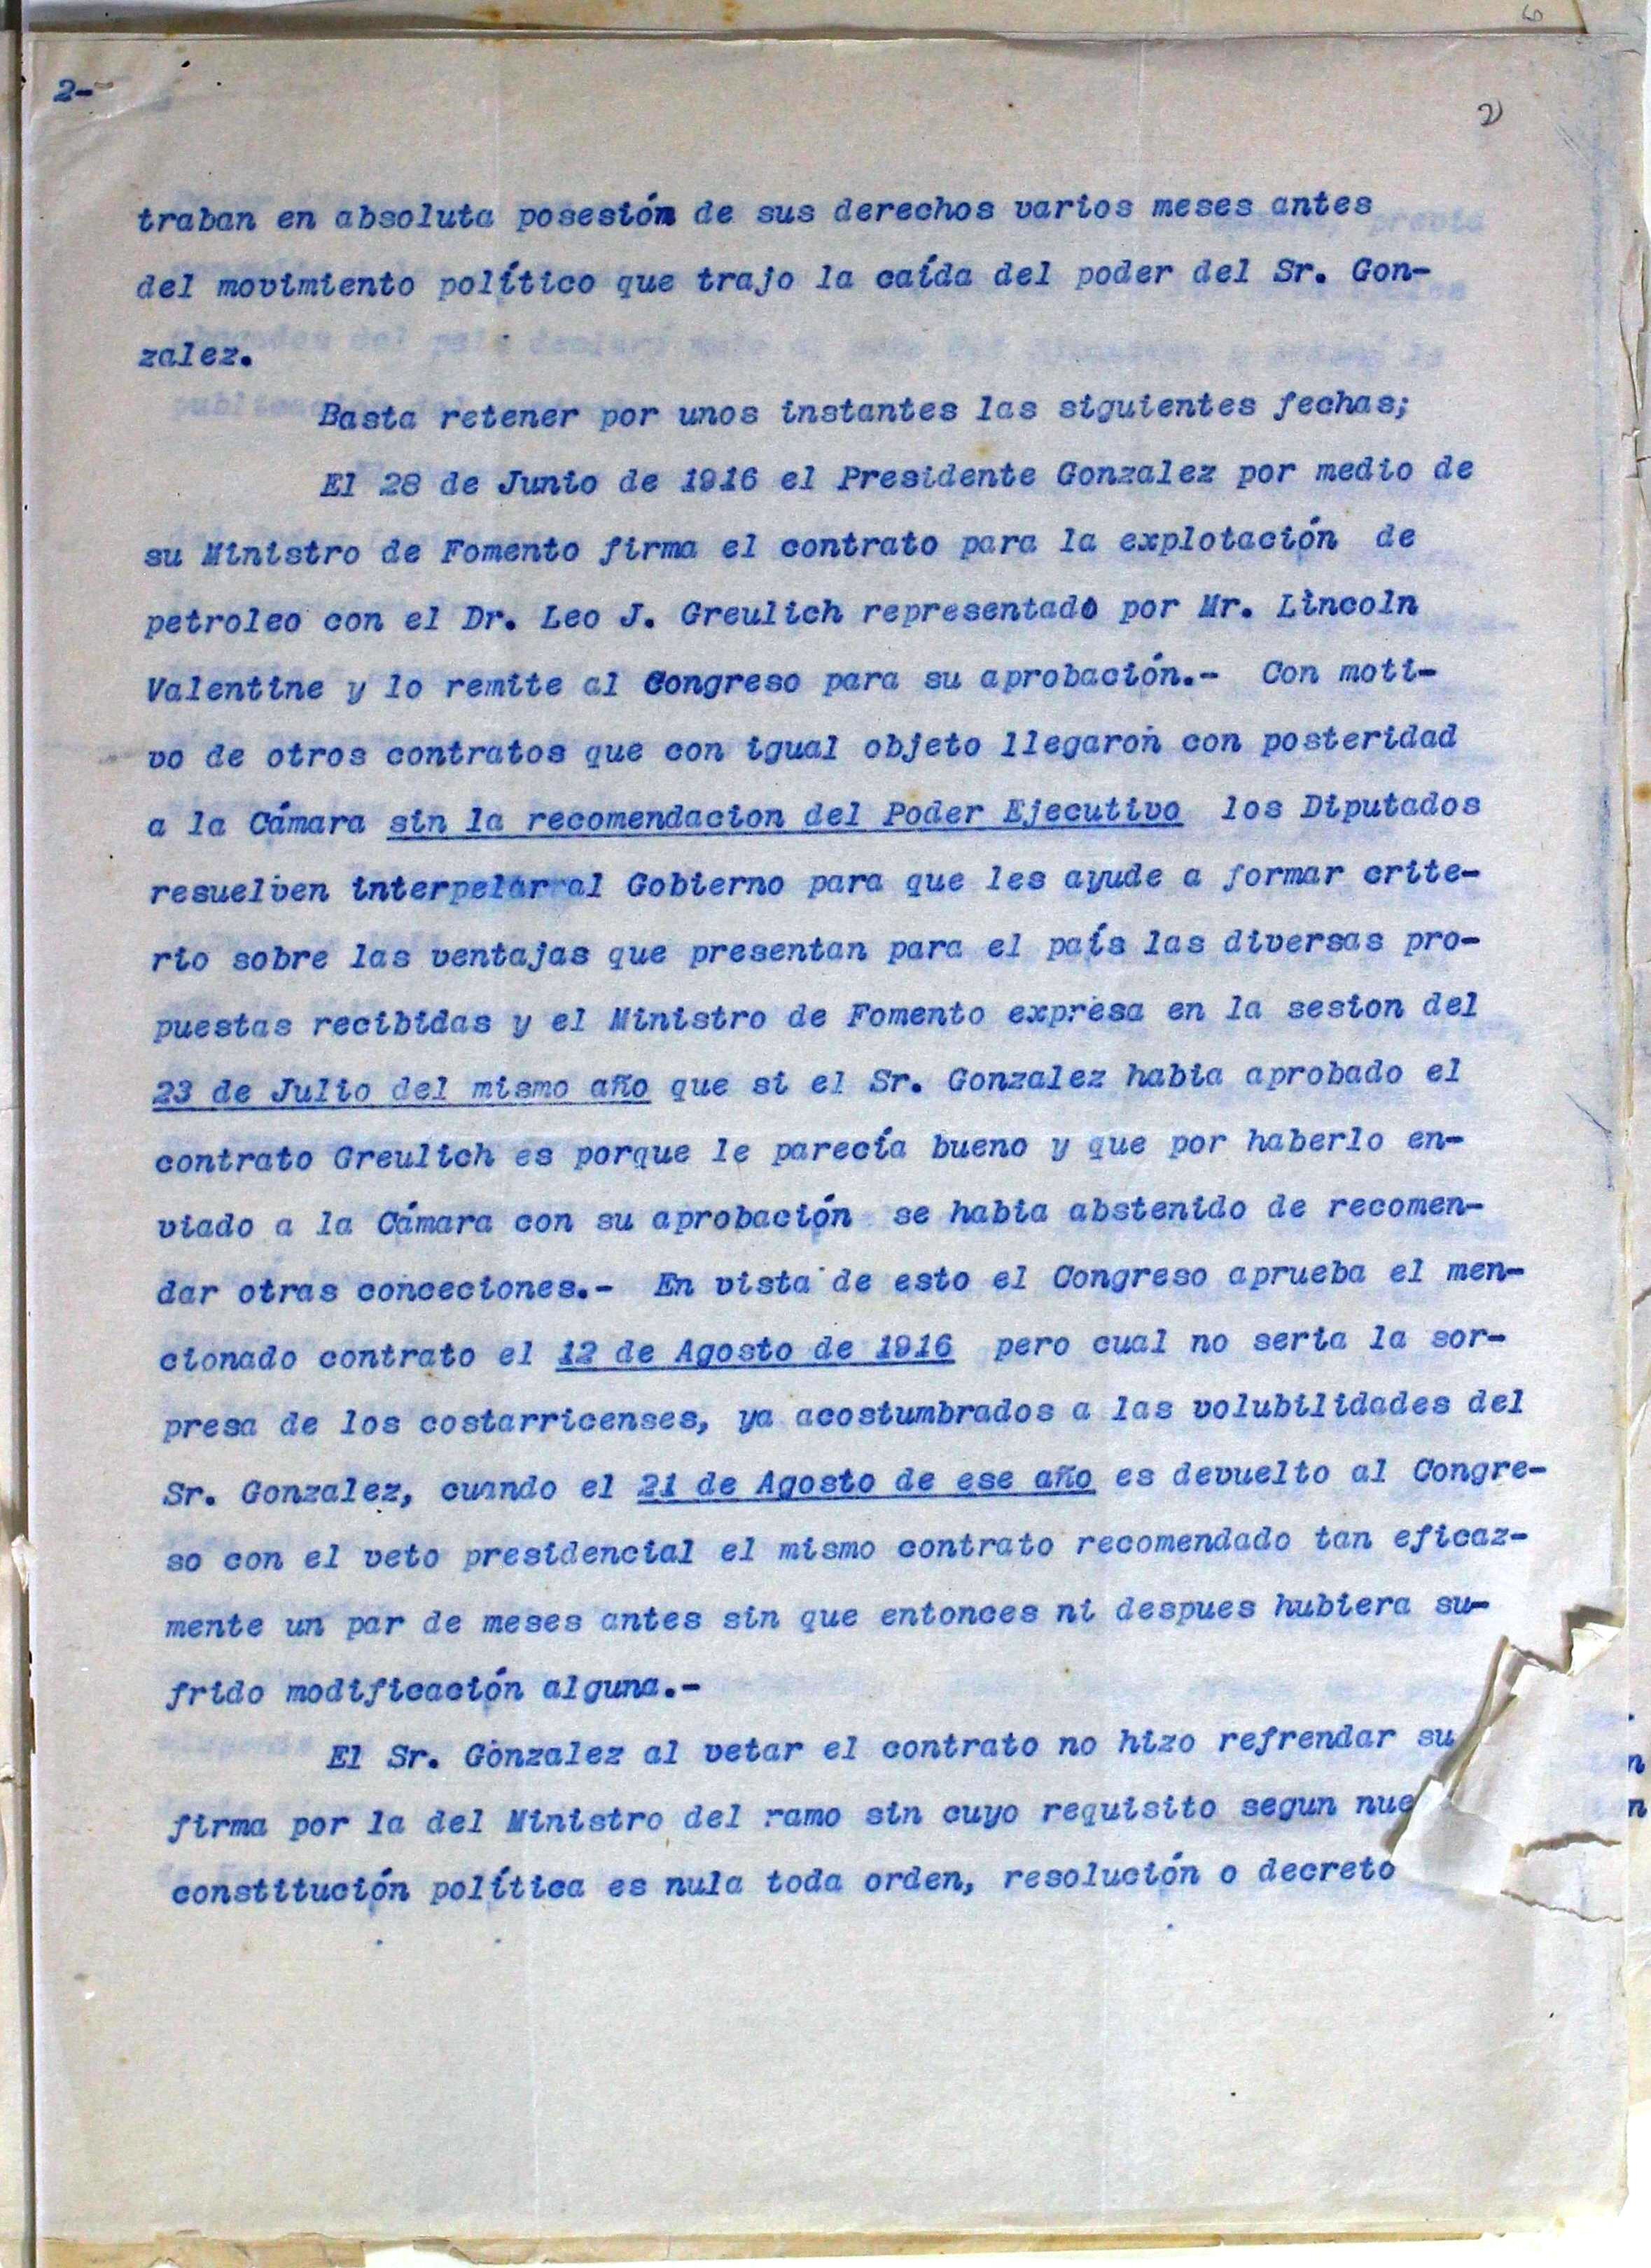 6
2-
2
traban en absoluta posesión de sus derechos varios meses antes
del movimiento político que trajo la caída del poder del Sr. Gon-
zalez.
Basta retener por unos instantes las siguientes fechas;
El 28 de Junio de 1916 el Presidente Gonzalez por medio de
su Ministro de Fomento firma el contrato para la explotación de
petroleo con el Dr. Leo J. Greulich representado por Mr. Lincoln
Valentine y lo remite al Congreso para su aprobación.- Con moti-
vo de otros contratos que con igual objeto llegaron con posteridad
a la Cámara sin la recomendacion del Poder Ejecutivo los Diputados
resuelven interpelar al Gobierno para que les ayude a formar crite-
rio sobre las ventajas que presentan para el país las diversas pro-
puestas recibidas y el Ministro de Fomento expresa en la sesion del
23 de Julio del mismo año que si el Sr. Gonzalez habia aprobado el
contrato Greulich es porque le parecía bueno y que por haberlo en-
viado a la Cámara con su aprobación se habia abstenido de recomen-
dar otras conceciones.- En vista de esto el Congreso aprueba el men-
cionado contrato el 12 de Agosto de 1916 pero cual no seria la sor-
presa de los costarricenses, ya acostumbrados a las volubilidades del
Sr. Gonzalez, cuando el 21 de Agosto de ese año es devuelto al Congre-
so con el veto presidencial el mismo contrato recomendado tan eficaz-
mente un par de meses antes sin que entonces ni despues hubiera su-
frido modificación alguna.-
El Sr. Gonzalez al vetar el contrato no hizo refrendar su
firma por la del Ministro del ramo sin cuyo requisito segun nue
constitución política es nula toda orden, resolución o decreto